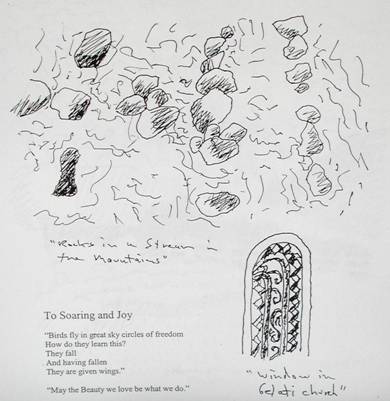 "Rocks in a Stream in
the Mountains"
To Soaring and Joy
"Birds fly in great sky circles of freedom
How do they learn this?
They fall
And having fallen
They are given wings."
"May the Beauty we love be what we do."
"window in
Gelati church"